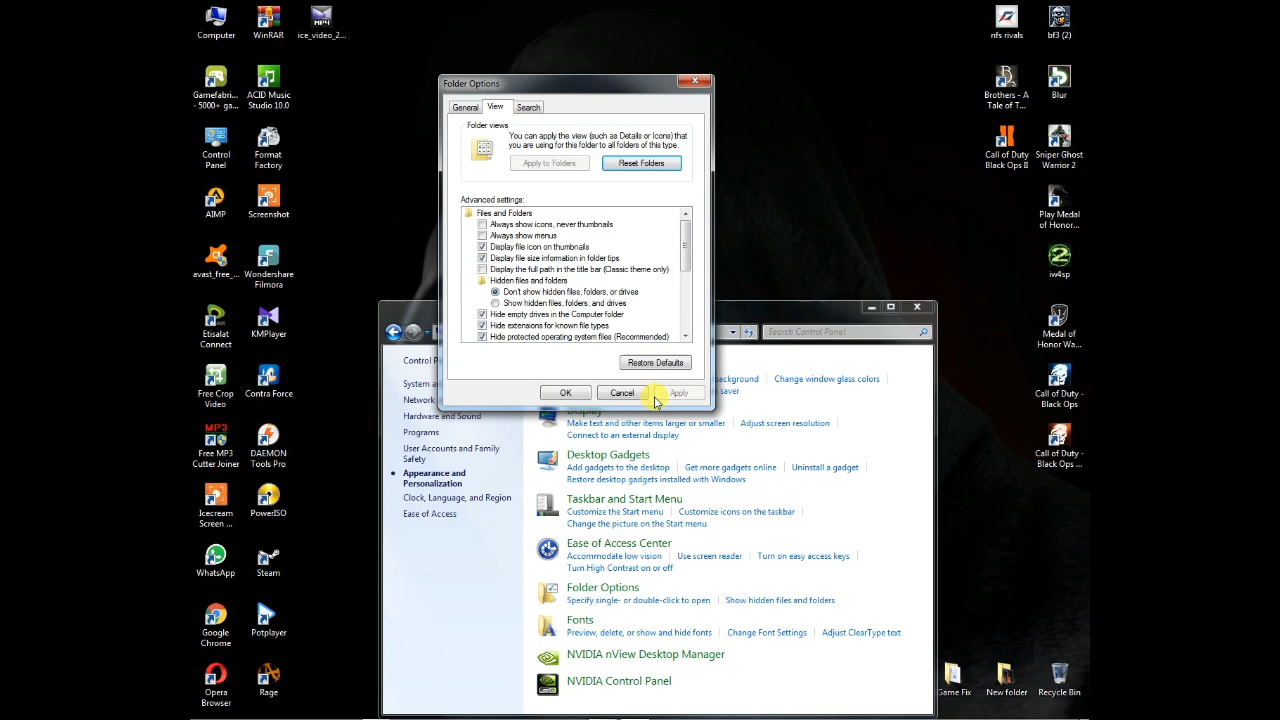 Computer
WinRAR
ice_video_2...
Gamefabri...
- 5000+ ga...
ACID Music
Studio 10.0
Control
Panel
Format
Factory
AIMP
Screenshot
avast_free_...
Wondershare
Filmora
Etisalat
Connect
KMPlayer
Free Crop
Video
Contra Force
MP3
Free MP3
Cutter Joiner
DAEMON
Tools Pro
Icecream
Screen ...
PowerISO
WhatsApp
Steam
Google
Chrome
Potplayer
Opera
Browser
Rage
Folder Options
General
View
Search
Folder views
You can apply the view (such as Details or Icons) that
you are using for this folder to all folders of this type.
Apply to Folders
Reset Folders
Advanced settings:
Files and Folders
Always show icons, never thumbnails
Always show menus
Display file icon on thumbnails
Display file size information in folder tips
Display the full path in the title bar (Classic theme only)
Hidden files and folders
Don't show hidden files, folders, or drives
Show hidden files, folders, and drives
Hide empty drives in the Computer folder
Hide extensions for known file types
Hide protected operating system files (Recommended)
Restore Defaults
OK
Cancel
Apply
Search Control Panel
Control P
System an
Network
Hardware and Sound
Programs
User Accounts and Family
Safety
Appearance and
Personalization
Clock, Language, and Region
Ease of Access
background
Change window glass colors
saver
Display
Make text and other items larger or smaller
Adjust screen resolution
Connect to an external display
Desktop Gadgets
Add gadgets to the desktop
Get more gadgets online
Uninstall a gadget
Restore desktop gadgets installed with Windows
Taskbar and Start Menu
Customize the Start menu
Customize icons on the taskbar
Change the picture on the Start menu
Ease of Access Center
Accommodate low vision
Use screen reader
Turn on easy access keys
Turn High Contrast on or off
Folder Options
Specify single- or double-click to open
Show hidden files and folders
Fonts
Preview, delete, or show and hide fonts
Change Font Settings
Adjust ClearType text
NVIDIA nView Desktop Manager
NVIDIA Control Panel
nfs rivals
bf3 (2)
Brothers - A
Tale of T...
Blur
Call of Duty
Black Ops II
Sniper Ghost
Warrior 2
Play Medal
of Honor...
iw4sp
Medal of
Honor Wa...
Call of Duty
- Black Ops
Call of Duty
- Black Ops ...
Game Fix
New folder
Recycle Bin